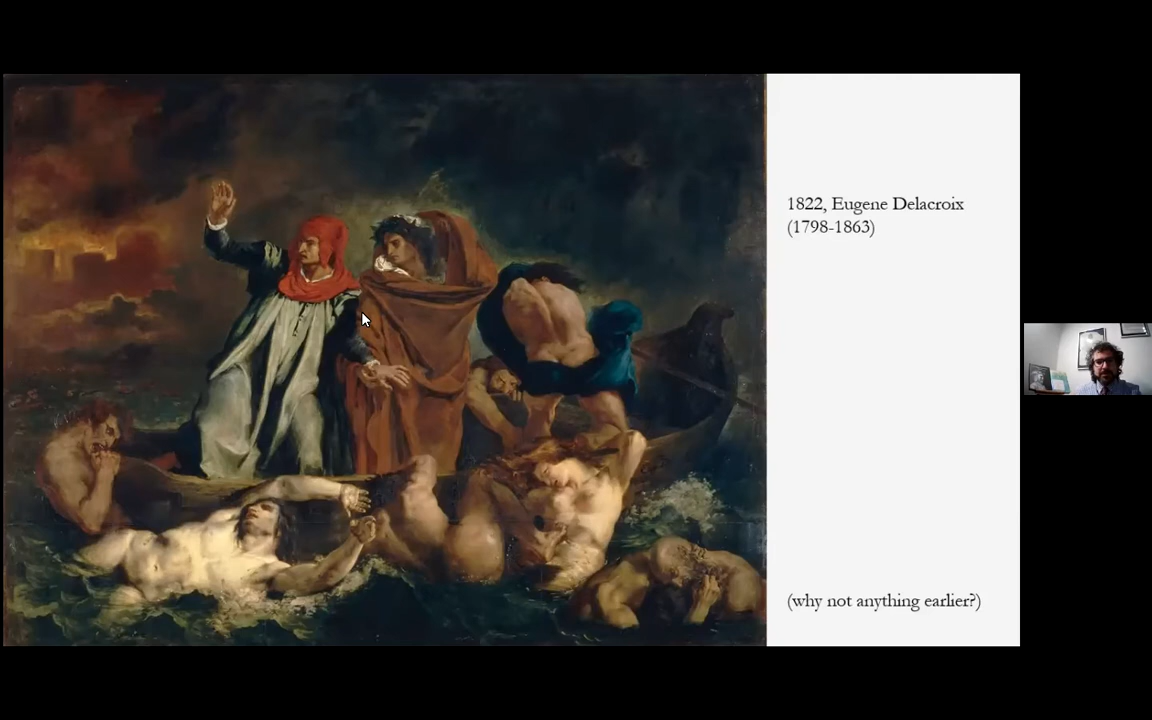 1822, Eugene Delacroix
(1798-1863)
(why not anything earlier?)